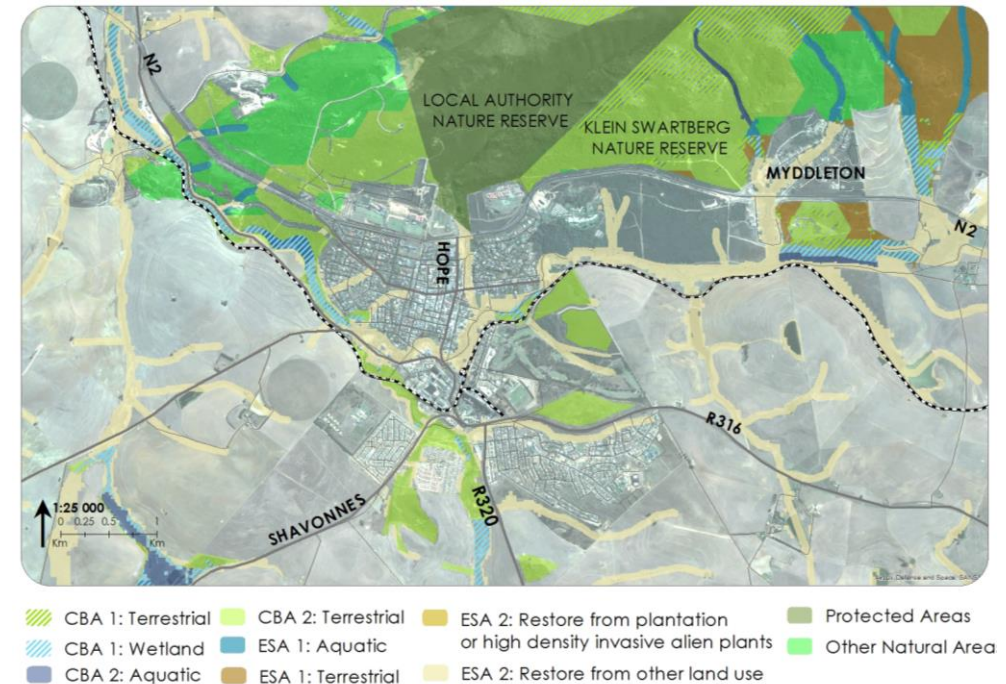 N2
LOCAL AUTHORITY
NATURE RESERVE
KLEIN SWARTBERG
NATURE RESERVE
MYDDLETON
N2
HOPE
R316
1:25 000
0 0.25 0.5 1
Km Km
SHAVONNES
R320
CBA 1: Terrestrial
CBA 1: Wetland
CBA 2: Aquatic
CBA 2: Terrestrial
ESA 1: Aquatic
ESA 1: Terrestrial
ESA 2: Restore from plantation
or high density invasive alien plants
ESA 2: Restore from other land use
Protected Areas
Other Natural Areas